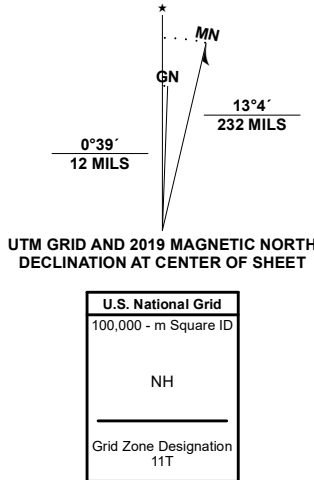 ★
MN
GN
13°4´
232 MILS
0°39´
12 MILS
UTM GRID AND 2019 MAGNETIC NORTH
DECLINATION AT CENTER OF SHEET
U.S. National Grid
100,000 - m Square ID
NH
Grid Zone Designation
11T